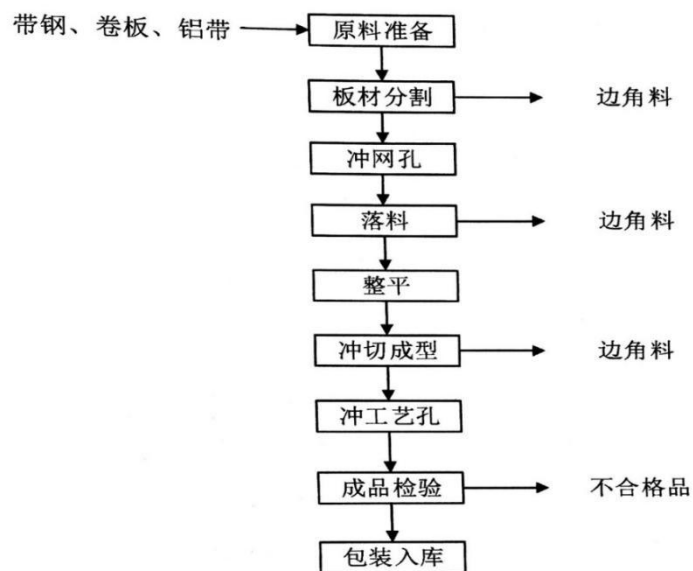 带钢、卷板、铝带
原料准备
板材分割
边角料
冲网孔
落料
边角料
整平
冲切成型
边角料
冲工艺孔
成品检验
不合格品
包装入库